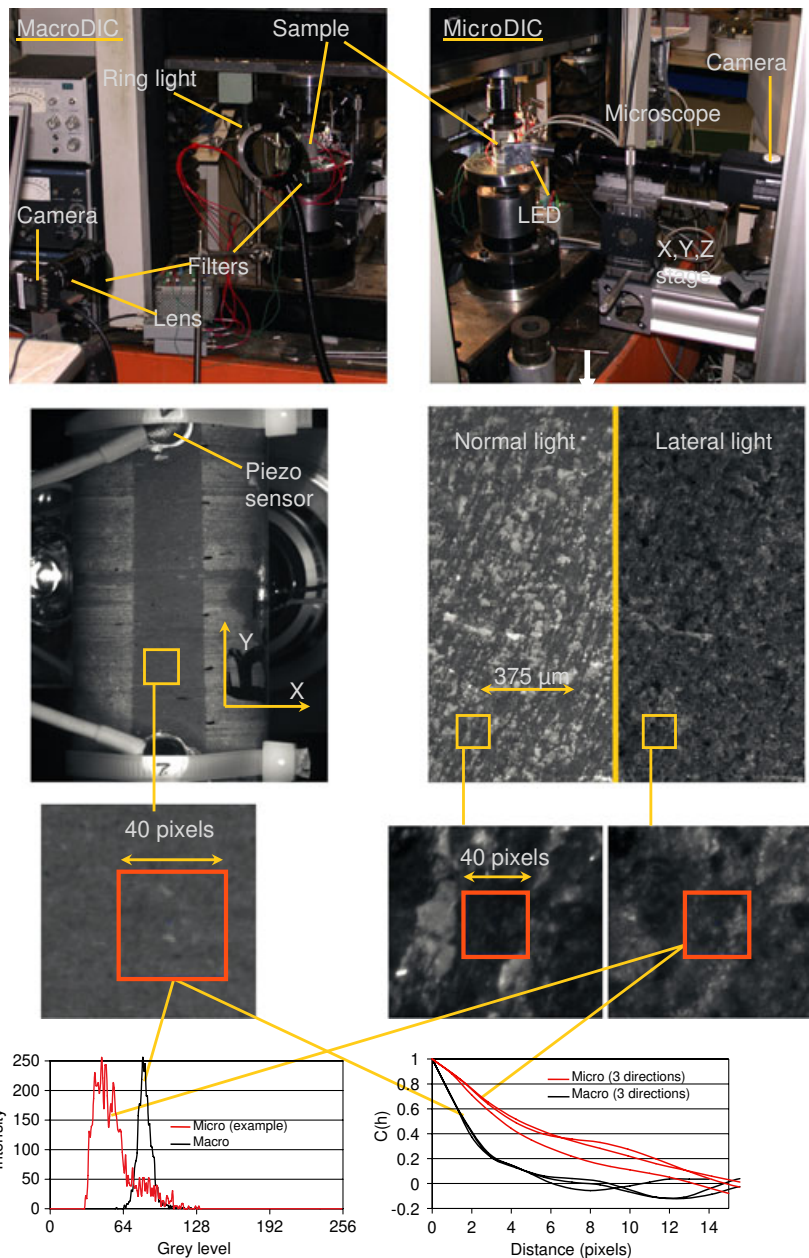 MacroDIC
Sample
Ring light
Camera
Filters
Lens
MicroDIC
Camera
Microscope
LED
X,Y,Z
stage
Piezo
sensor
Y
X
Normal light
Lateral light
375 µm
40 pixels
40 pixels
250
200
150
100
50
0
Intensity
Micro (example)
Macro
0
64
128
192
256
Grey level
1
0.8
0.6
0.4
0.2
0
-0.2
C(h)
Micro (3 directions)
Macro (3 directions)
0
2
4
6
8
10
12
14
Distance (pixels)